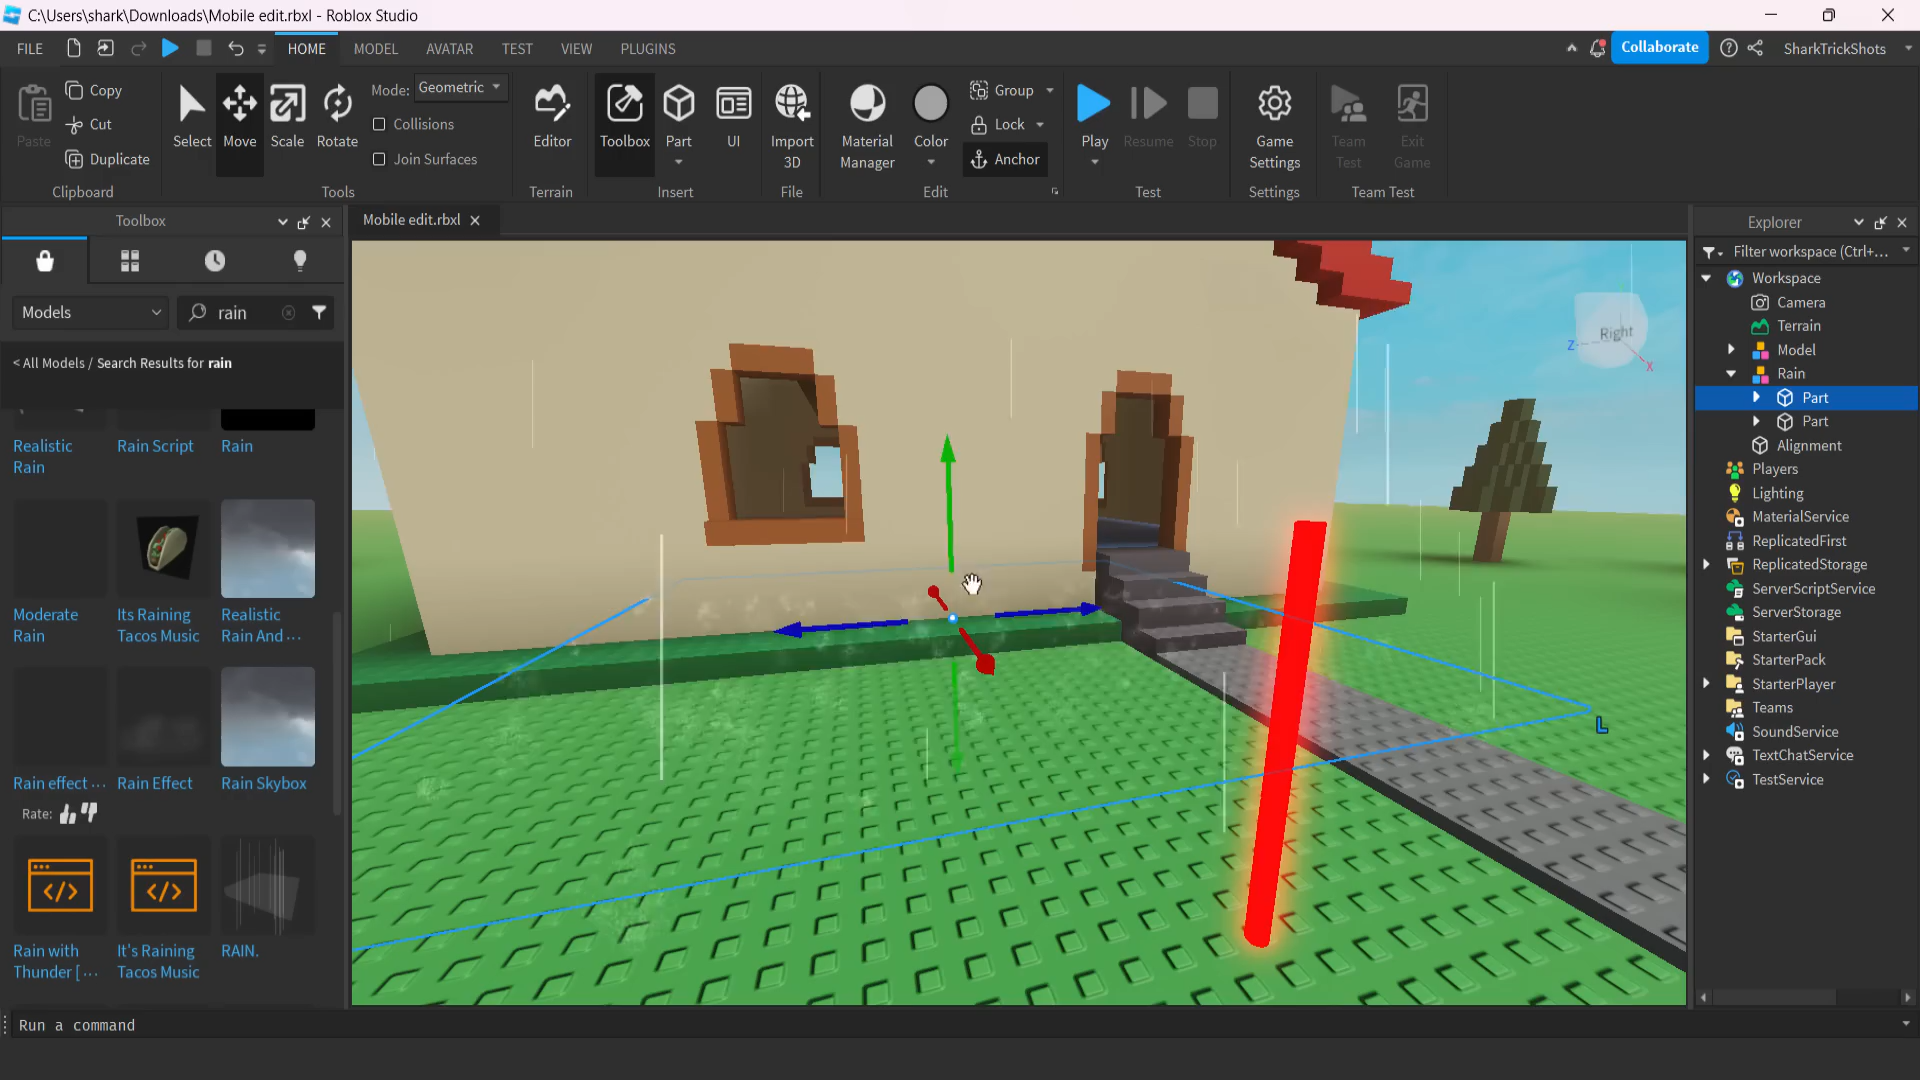 C:\Users\shark\Downloads\Mobile edit.rbxl - Roblox Studio
FILE
HOME
MODEL
AVATAR
TEST
VIEW
PLUGINS
Collaborate
SharkTrickShots
Paste
Copy
Cut
Duplicate
Clipboard
Select
Move
Scale
Rotate
Mode: Geometric
Collisions
Join Surfaces
Tools
Editor
Terrain
Toolbox
Part
UI
Insert
Import
3D
File
Material
Manager
Color
Group
Lock
Anchor
Edit
Play
Resume
Stop
Test
Game
Settings
Settings
Team
Test
Exit
Game
Team Test
Toolbox
Models
rain
< All Models / Search Results for rain
Realistic
Rain
Rain Script
Rain
Moderate
Rain
Its Raining
Tacos Music
Realistic
Rain And ...
Rain effect ...
Rain Effect
Rain Skybox
Rate:
Rain with
Thunder [ ...
It's Raining
Tacos Music
RAIN.
Mobile edit.rbxl
Right
Z
X
L
Explorer
Filter workspace (Ctrl+...
Workspace
Camera
Terrain
Model
Rain
Part
Part
Alignment
Players
Lighting
MaterialService
ReplicatedFirst
ReplicatedStorage
ServerScriptService
ServerStorage
StarterGui
StarterPack
StarterPlayer
Teams
SoundService
TextChatService
TestService
Run a command